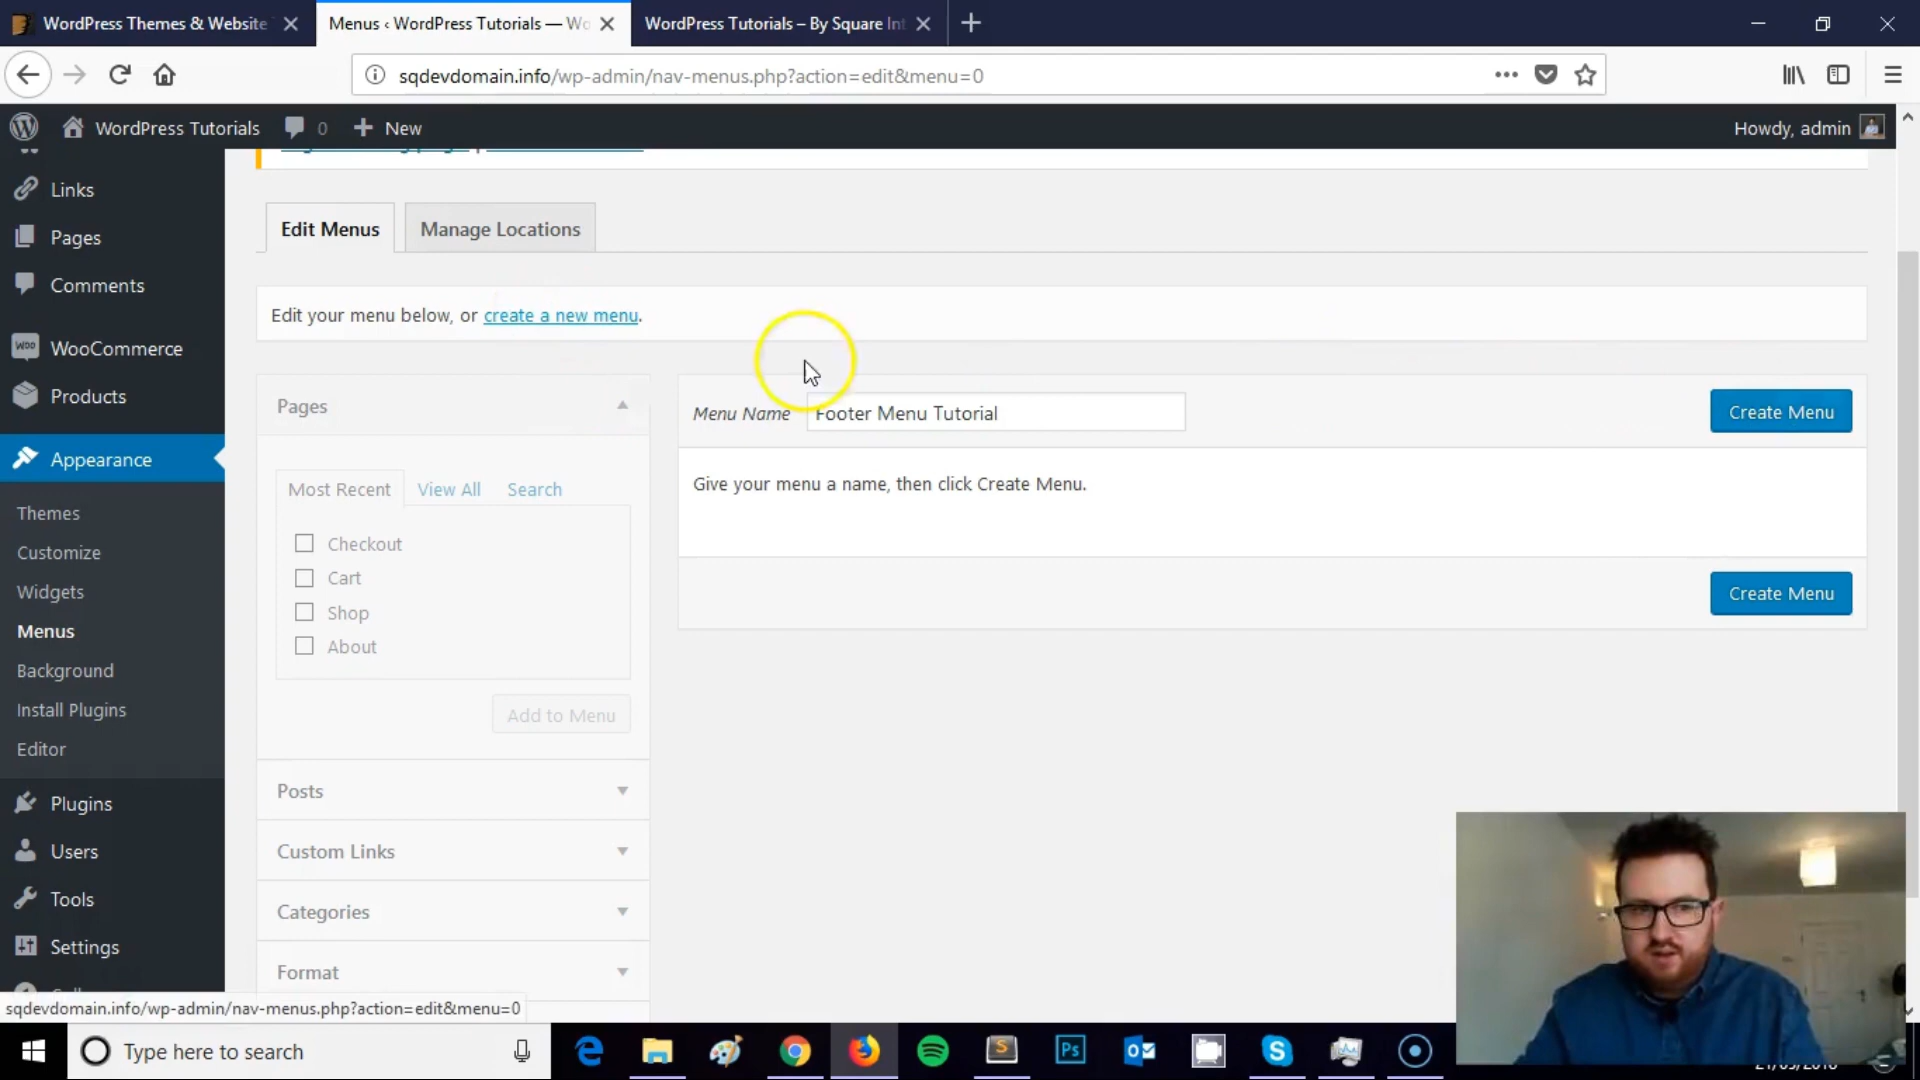 WordPress Themes & Website
Menus ‹ WordPress Tutorials — Wo
WordPress Tutorials – By Square Int
sqdevdomain.info/wp-admin/nav-menus.php?action=edit&menu=0
WordPress Tutorials
0
New
Howdy, admin
Links
Pages
Comments
WooCommerce
Products
Appearance
Themes
Customize
Widgets
Menus
Background
Install Plugins
Editor
Plugins
Users
Tools
Settings
Edit Menus
Manage Locations
Edit your menu below, or create a new menu.
Pages
Most Recent
View All
Search
Checkout
Cart
Shop
About
Add to Menu
Posts
Custom Links
Categories
Format
Menu Name
Footer Menu Tutorial
Create Menu
Give your menu a name, then click Create Menu.
Create Menu
sqdevdomain.info/wp-admin/nav-menus.php?action=edit&menu=0
Type here to search